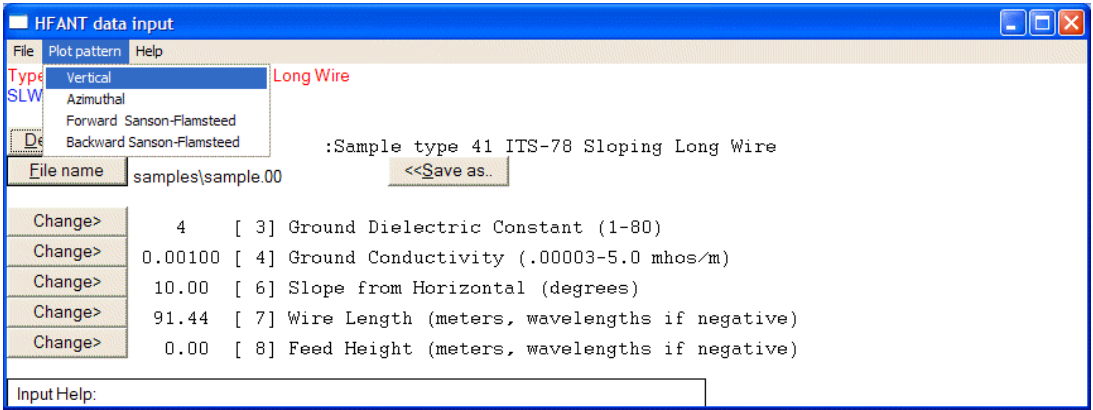 HFANT data input
File Plot pattern Help
Long Wire
Vertical
SLW
Azimuthal
Forward Sanson-Flamsteed
Backward Sanson-Flamsteed
:Sample type 41 ITS-78 Sloping Long Wire
File name samples\sample.00 <<Save as..
Change> 4 [ 3] Ground Dielectric Constant (1-80)
Change> 0.00100 [ 4] Ground Conductivity (.00003-5.0 mhos/m)
Change> 10.00 [ 6] Slope from Horizontal (degrees)
Change> 91.44 [ 7] Wire Length (meters, wavelengths if negative)
Change> 0.00 [ 8] Feed Height (meters, wavelengths if negative)
Input Help: